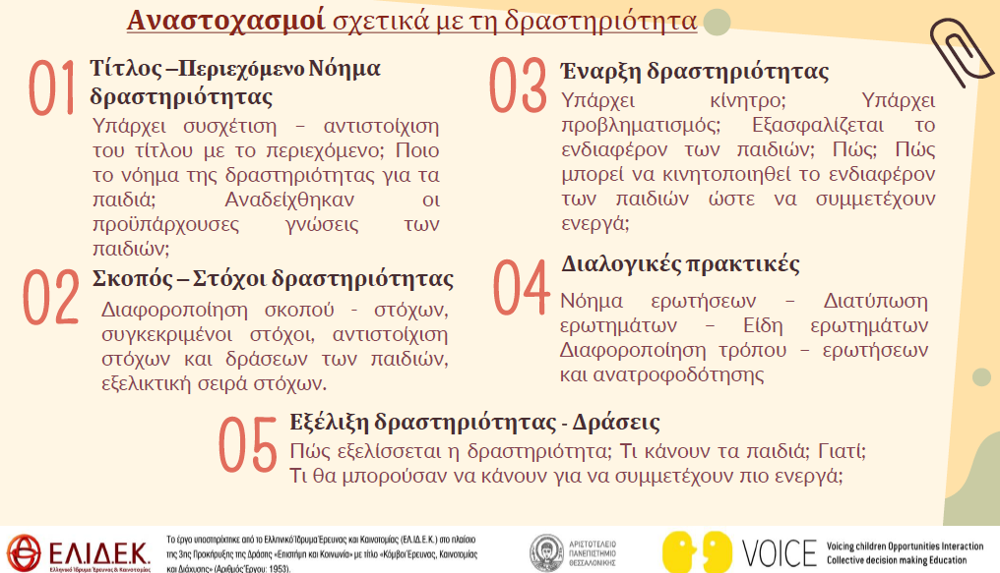 Αναστοχασμοί σχετικά με τη δραστηριότητα
01
Τίτλος –Περιεχόμενο Νόημα
δραστηριότητας
Υπάρχει συσχέτιση – αντιστοίχιση
του τίτλου με το περιεχόμενο; Ποιο
το νόημα της δραστηριότητας για τα
παιδιά; Αναδείχθηκαν οι
προϋπάρχουσες γνώσεις των
παιδιών;
02
Σκοπός – Στόχοι δραστηριότητας
Διαφοροποίηση σκοπού - στόχων,
συγκεκριμένοι στόχοι, αντιστοίχιση
στόχων και δράσεων των παιδιών,
εξελικτική σειρά στόχων.
03
Έναρξη δραστηριότητας
Υπάρχει κίνητρο; Υπάρχει
προβληματισμός; Εξασφαλίζεται το
ενδιαφέρον των παιδιών; Πώς; Πώς
μπορεί να κινητοποιηθεί το ενδιαφέρον
των παιδιών ώστε να συμμετέχουν
ενεργά;
04
Διαλογικές πρακτικές
Νόημα ερωτήσεων – Διατύπωση
ερωτημάτων – Είδη ερωτημάτων
Διαφοροποίηση τρόπου – ερωτήσεων
και ανατροφοδότησης
05
Εξέλιξη δραστηριότητας - Δράσεις
Πώς εξελίσσεται η δραστηριότητα; Τι κάνουν τα παιδιά; Γιατί;
Τι θα μπορούσαν να κάνουν για να συμμετέχουν πιο ενεργά;
ΕΛ.ΙΔ.Ε.Κ.
Ελληνικό Ίδρυμα Έρευνας & Καινοτομίας
Το έργο υποστηρίχτηκε από το Ελληνικό Ίδρυμα Έρευνας και Καινοτομίας (ΕΛ.ΙΔ.Ε.Κ.) στο πλαίσιο
της 3ης Προκήρυξης της Δράσης «Επιστήμη και Κοινωνία» με τίτλο «Κόμβοι Έρευνας, Καινοτομίας
και Διάχυσης» (Αριθμός Έργου: 1953).
ΑΡΙΣΤΟΤΕΛΕΙΟ
ΠΑΝΕΠΙΣΤΗΜΙΟ
ΘΕΣΣΑΛΟΝΙΚΗΣ
VOICE
Voicing children Opportunities Interaction
Collective decision making Education